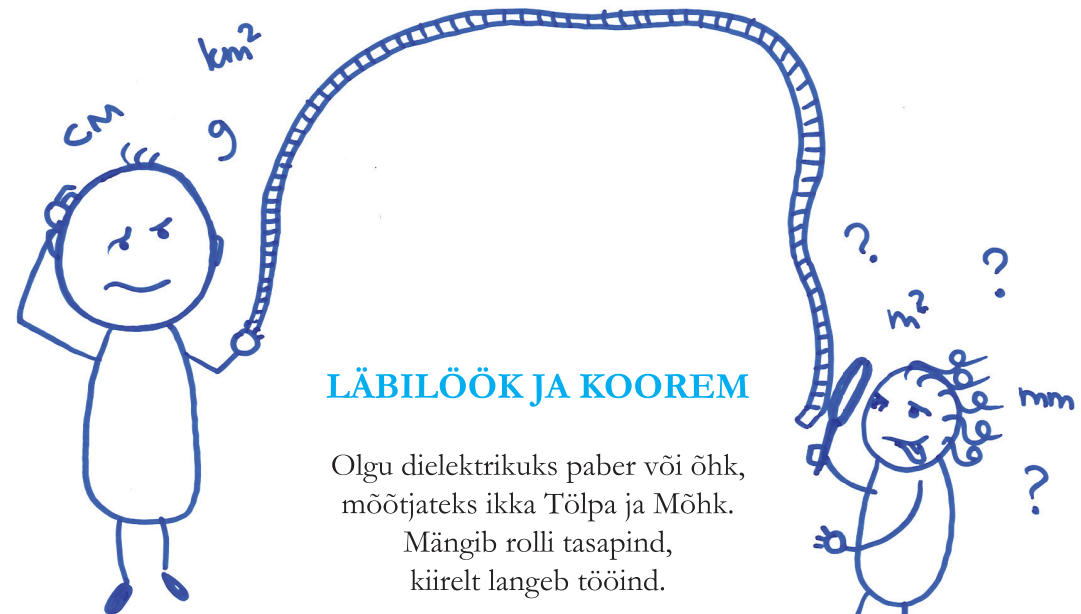 km²
cm
g
?
?
m²
mm
?
LÄBILÖÖK JA KOOREM
Olgu dielektrikuks paber või õhk,
mõõtjateks ikka Tölpa ja Mõhk.
Mängib rolli tasapind,
kiirelt langeb tööind.